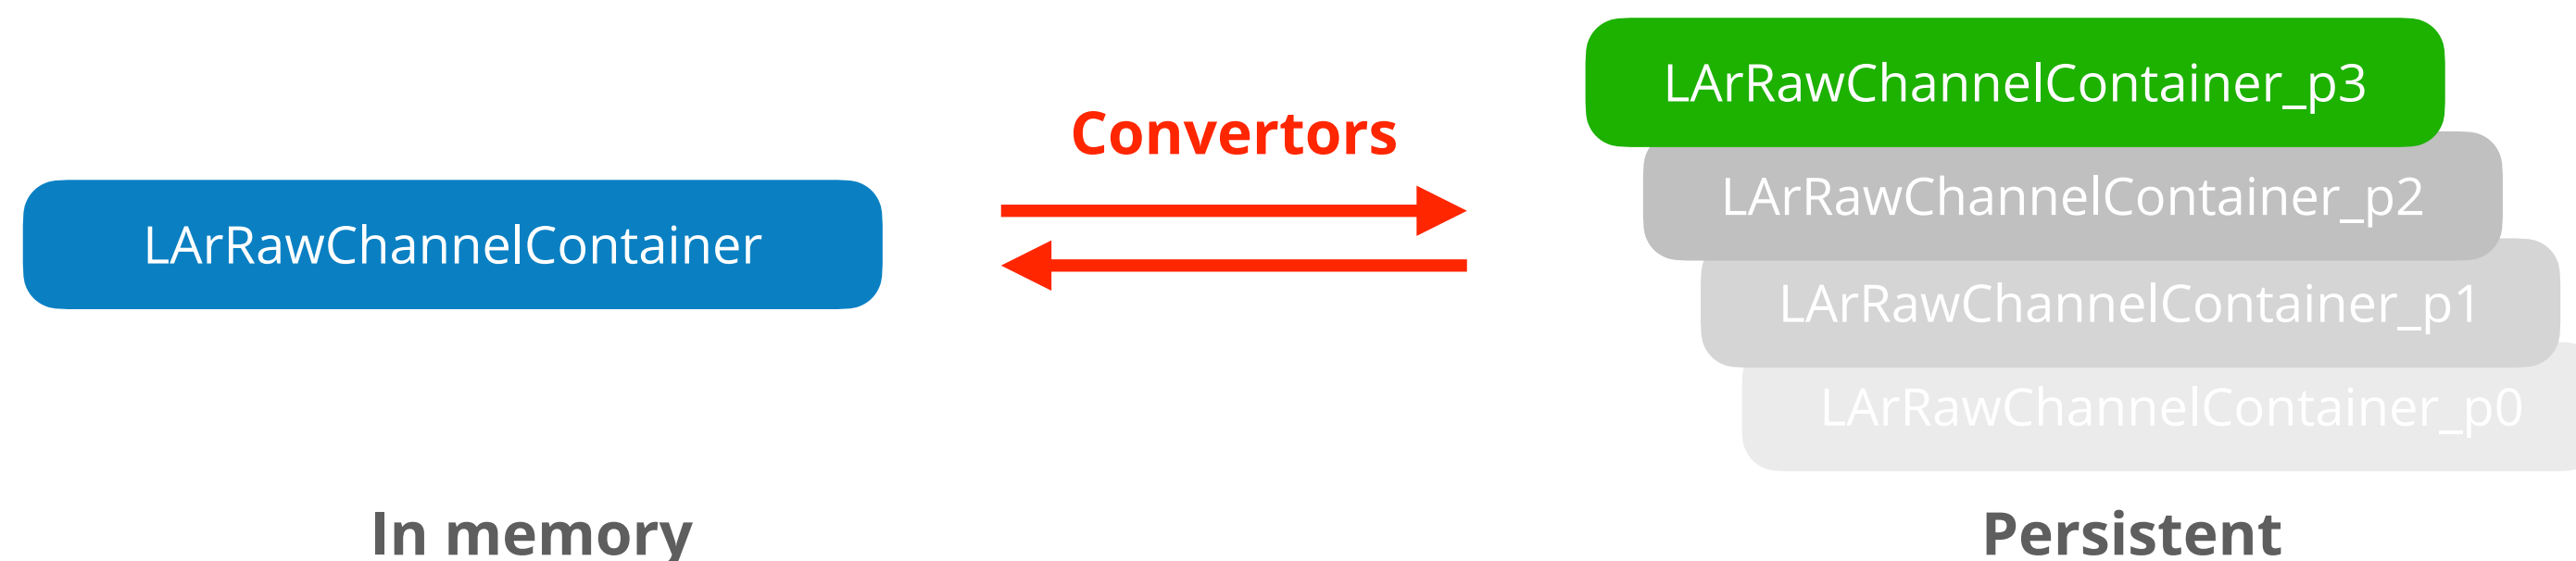 LArRawChannelContainer
Convertors
LArRawChannelContainer_p3
LArRawChannelContainer_p2
LArRawChannelContainer_p1
LArRawChannelContainer_p0
In memory
Persistent